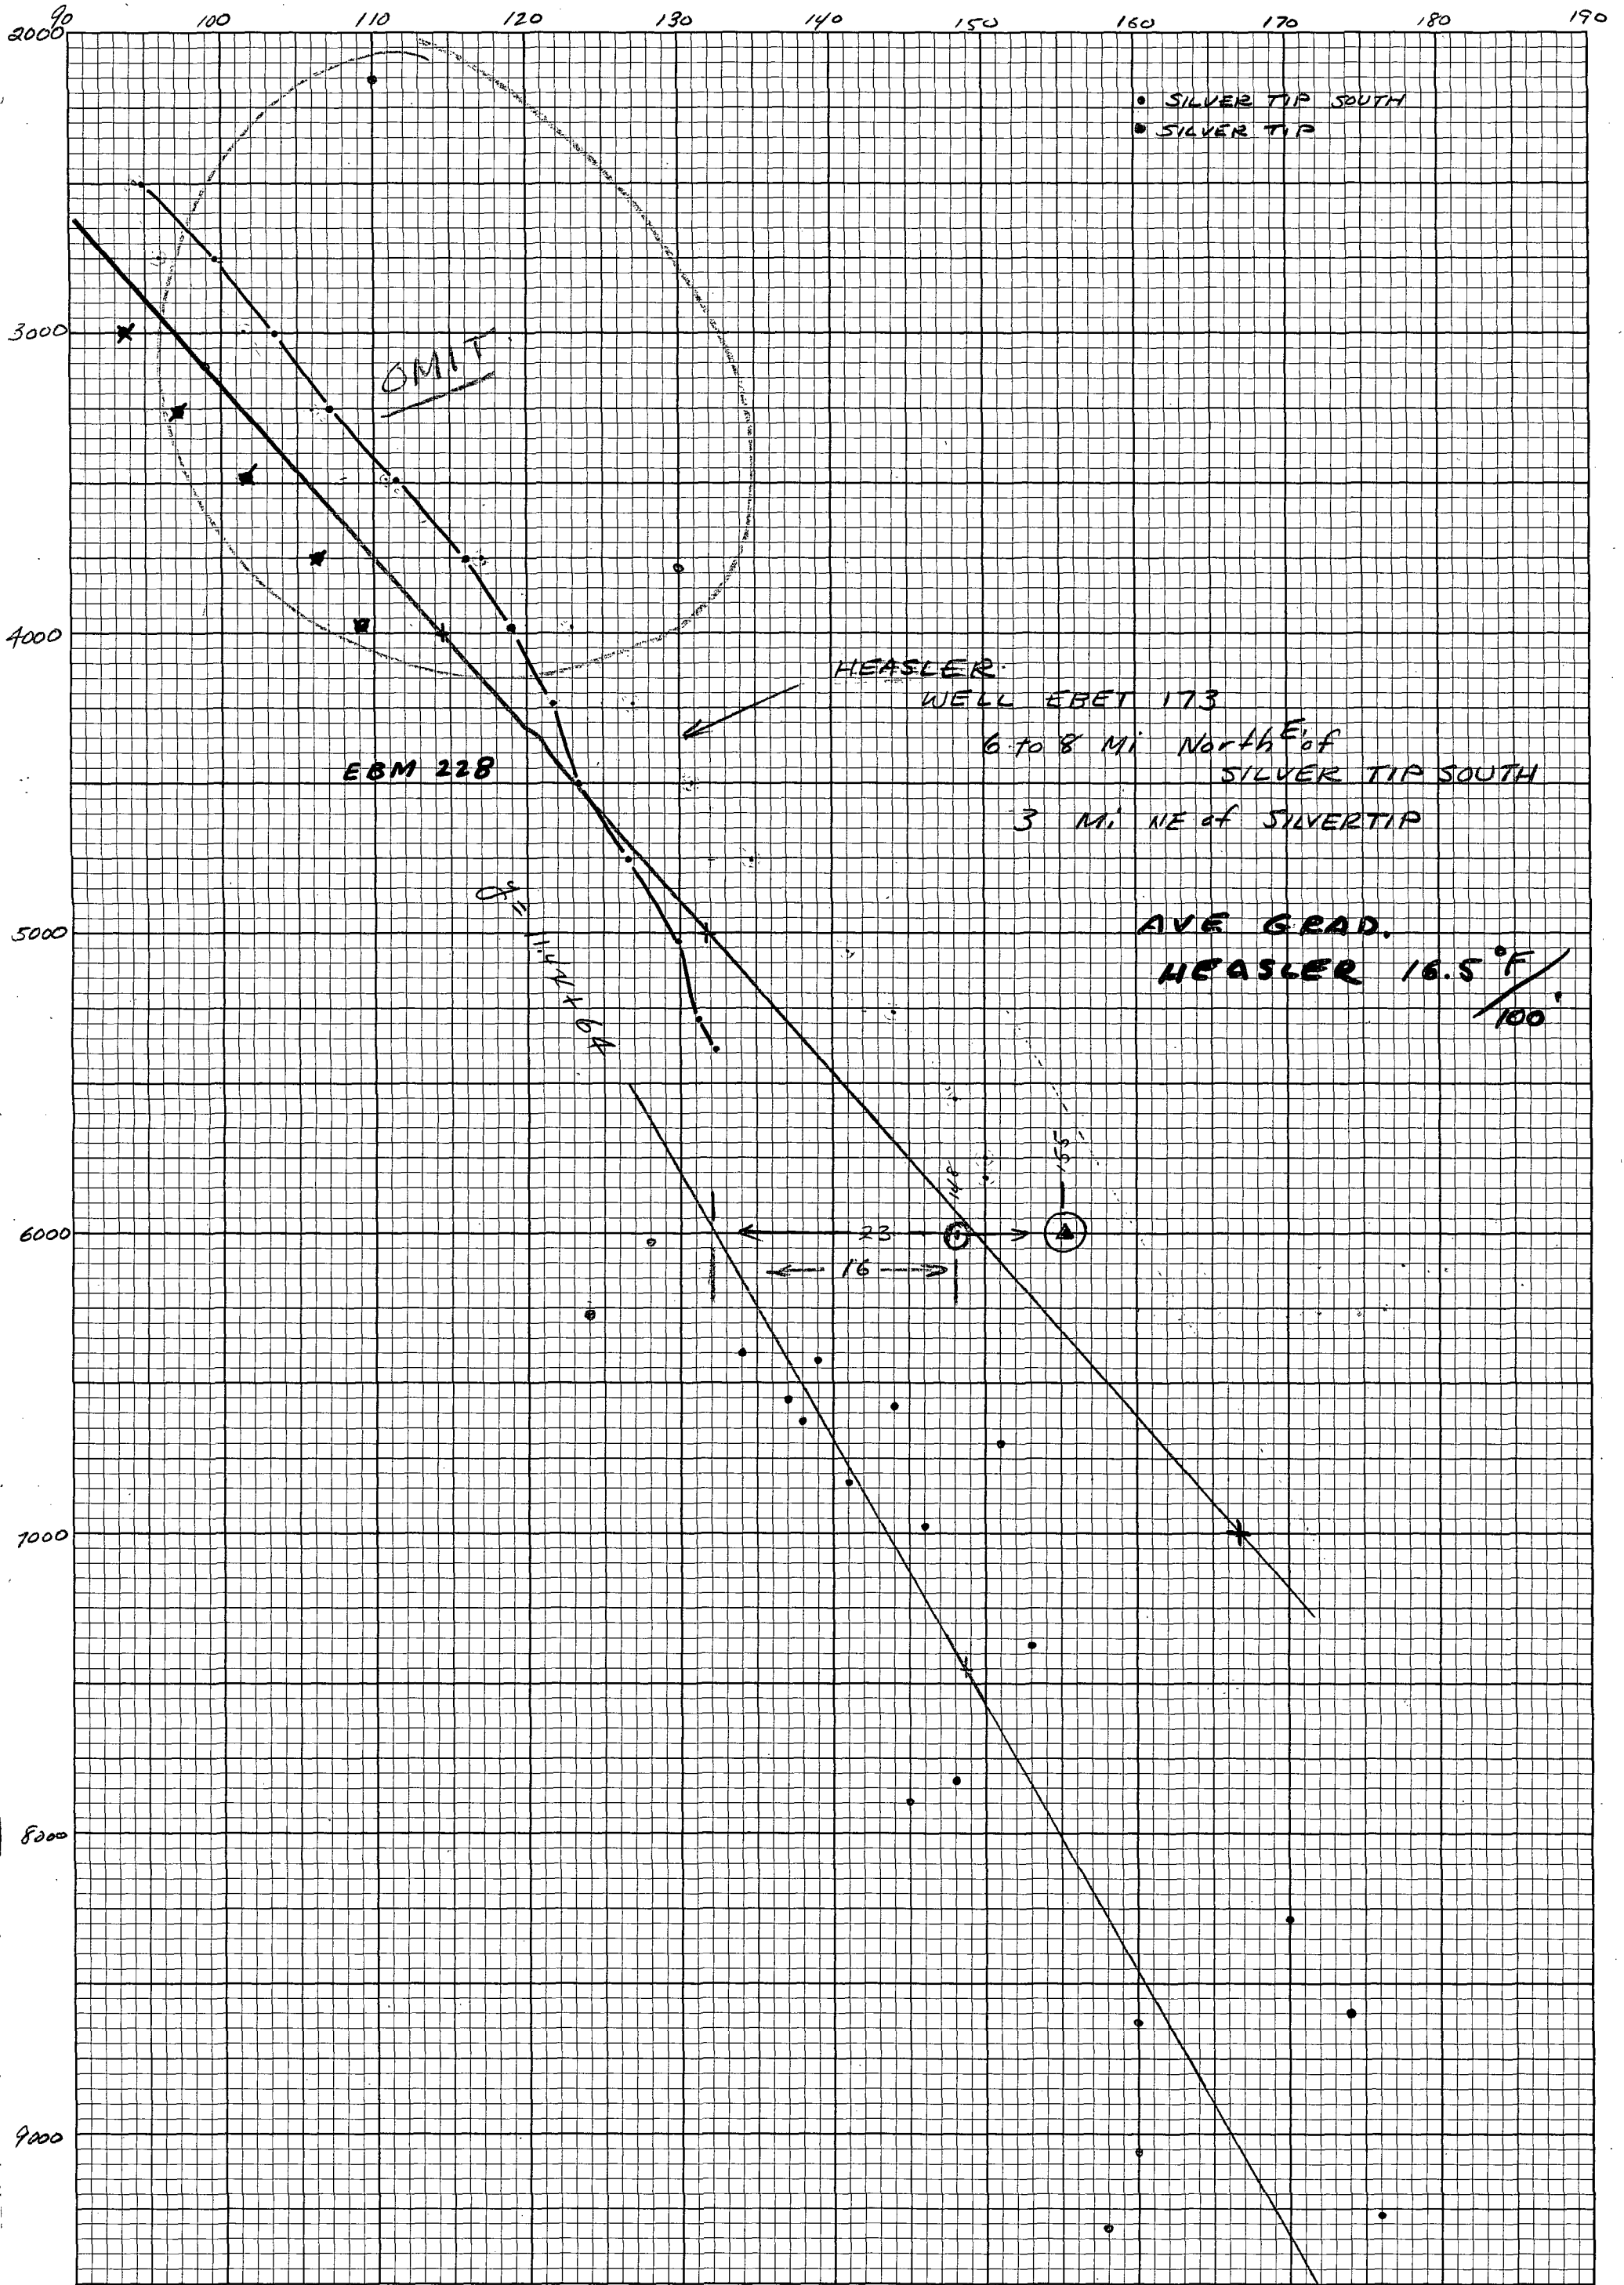 90 100 110 120 130 140 150 160 170 180 190
2000
• SILVER TIP SOUTH
• SILVER TIP
3000
OMIT
4000
HEASLER
WELL EBET 173
6 to 8 Mi North E. of
SILVER TIP SOUTH
EBM 228
3 Mi NE of SILVERTIP
5000
AVE GRAD.
HEASLER 16.5 °F/100'
155
148
6000
23
16
7000
8000
9000